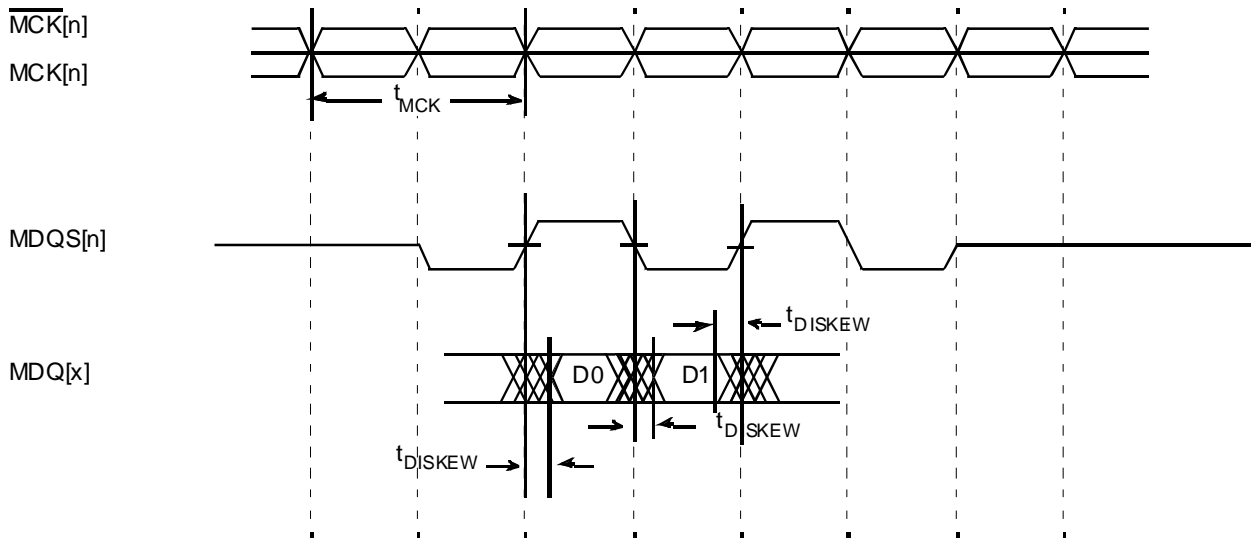 MCK[n]
MCK[n]
tMCK
MDQS[n]
tDISKEW
MDQ[x]
D0
D1
tDISKEW
tDISKEW